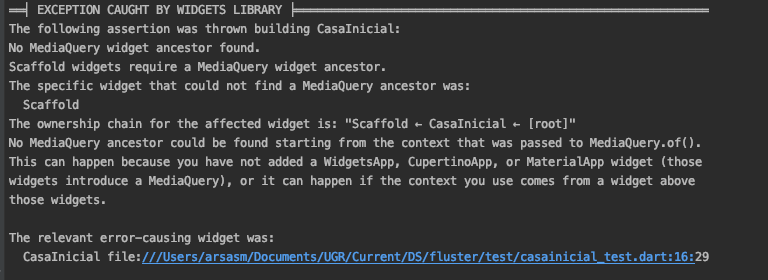 ══╡ EXCEPTION CAUGHT BY WIDGETS LIBRARY ╞══════════════════════════════════════════════════════
The following assertion was thrown building CasaInicial:
No MediaQuery widget ancestor found.
Scaffold widgets require a MediaQuery widget ancestor.
The specific widget that could not find a MediaQuery ancestor was:
  Scaffold
The ownership chain for the affected widget is: "Scaffold ← CasaInicial ← [root]"
No MediaQuery ancestor could be found starting from the context that was passed to MediaQuery.of().
This can happen because you have not added a WidgetsApp, CupertinoApp, or MaterialApp widget (those
widgets introduce a MediaQuery), or it can happen if the context you use comes from a widget above
those widgets.

The relevant error-causing widget was:
  CasaInicial file:///Users/arsasm/Documents/UGR/Current/DS/fluster/test/casainicial_test.dart:16:29